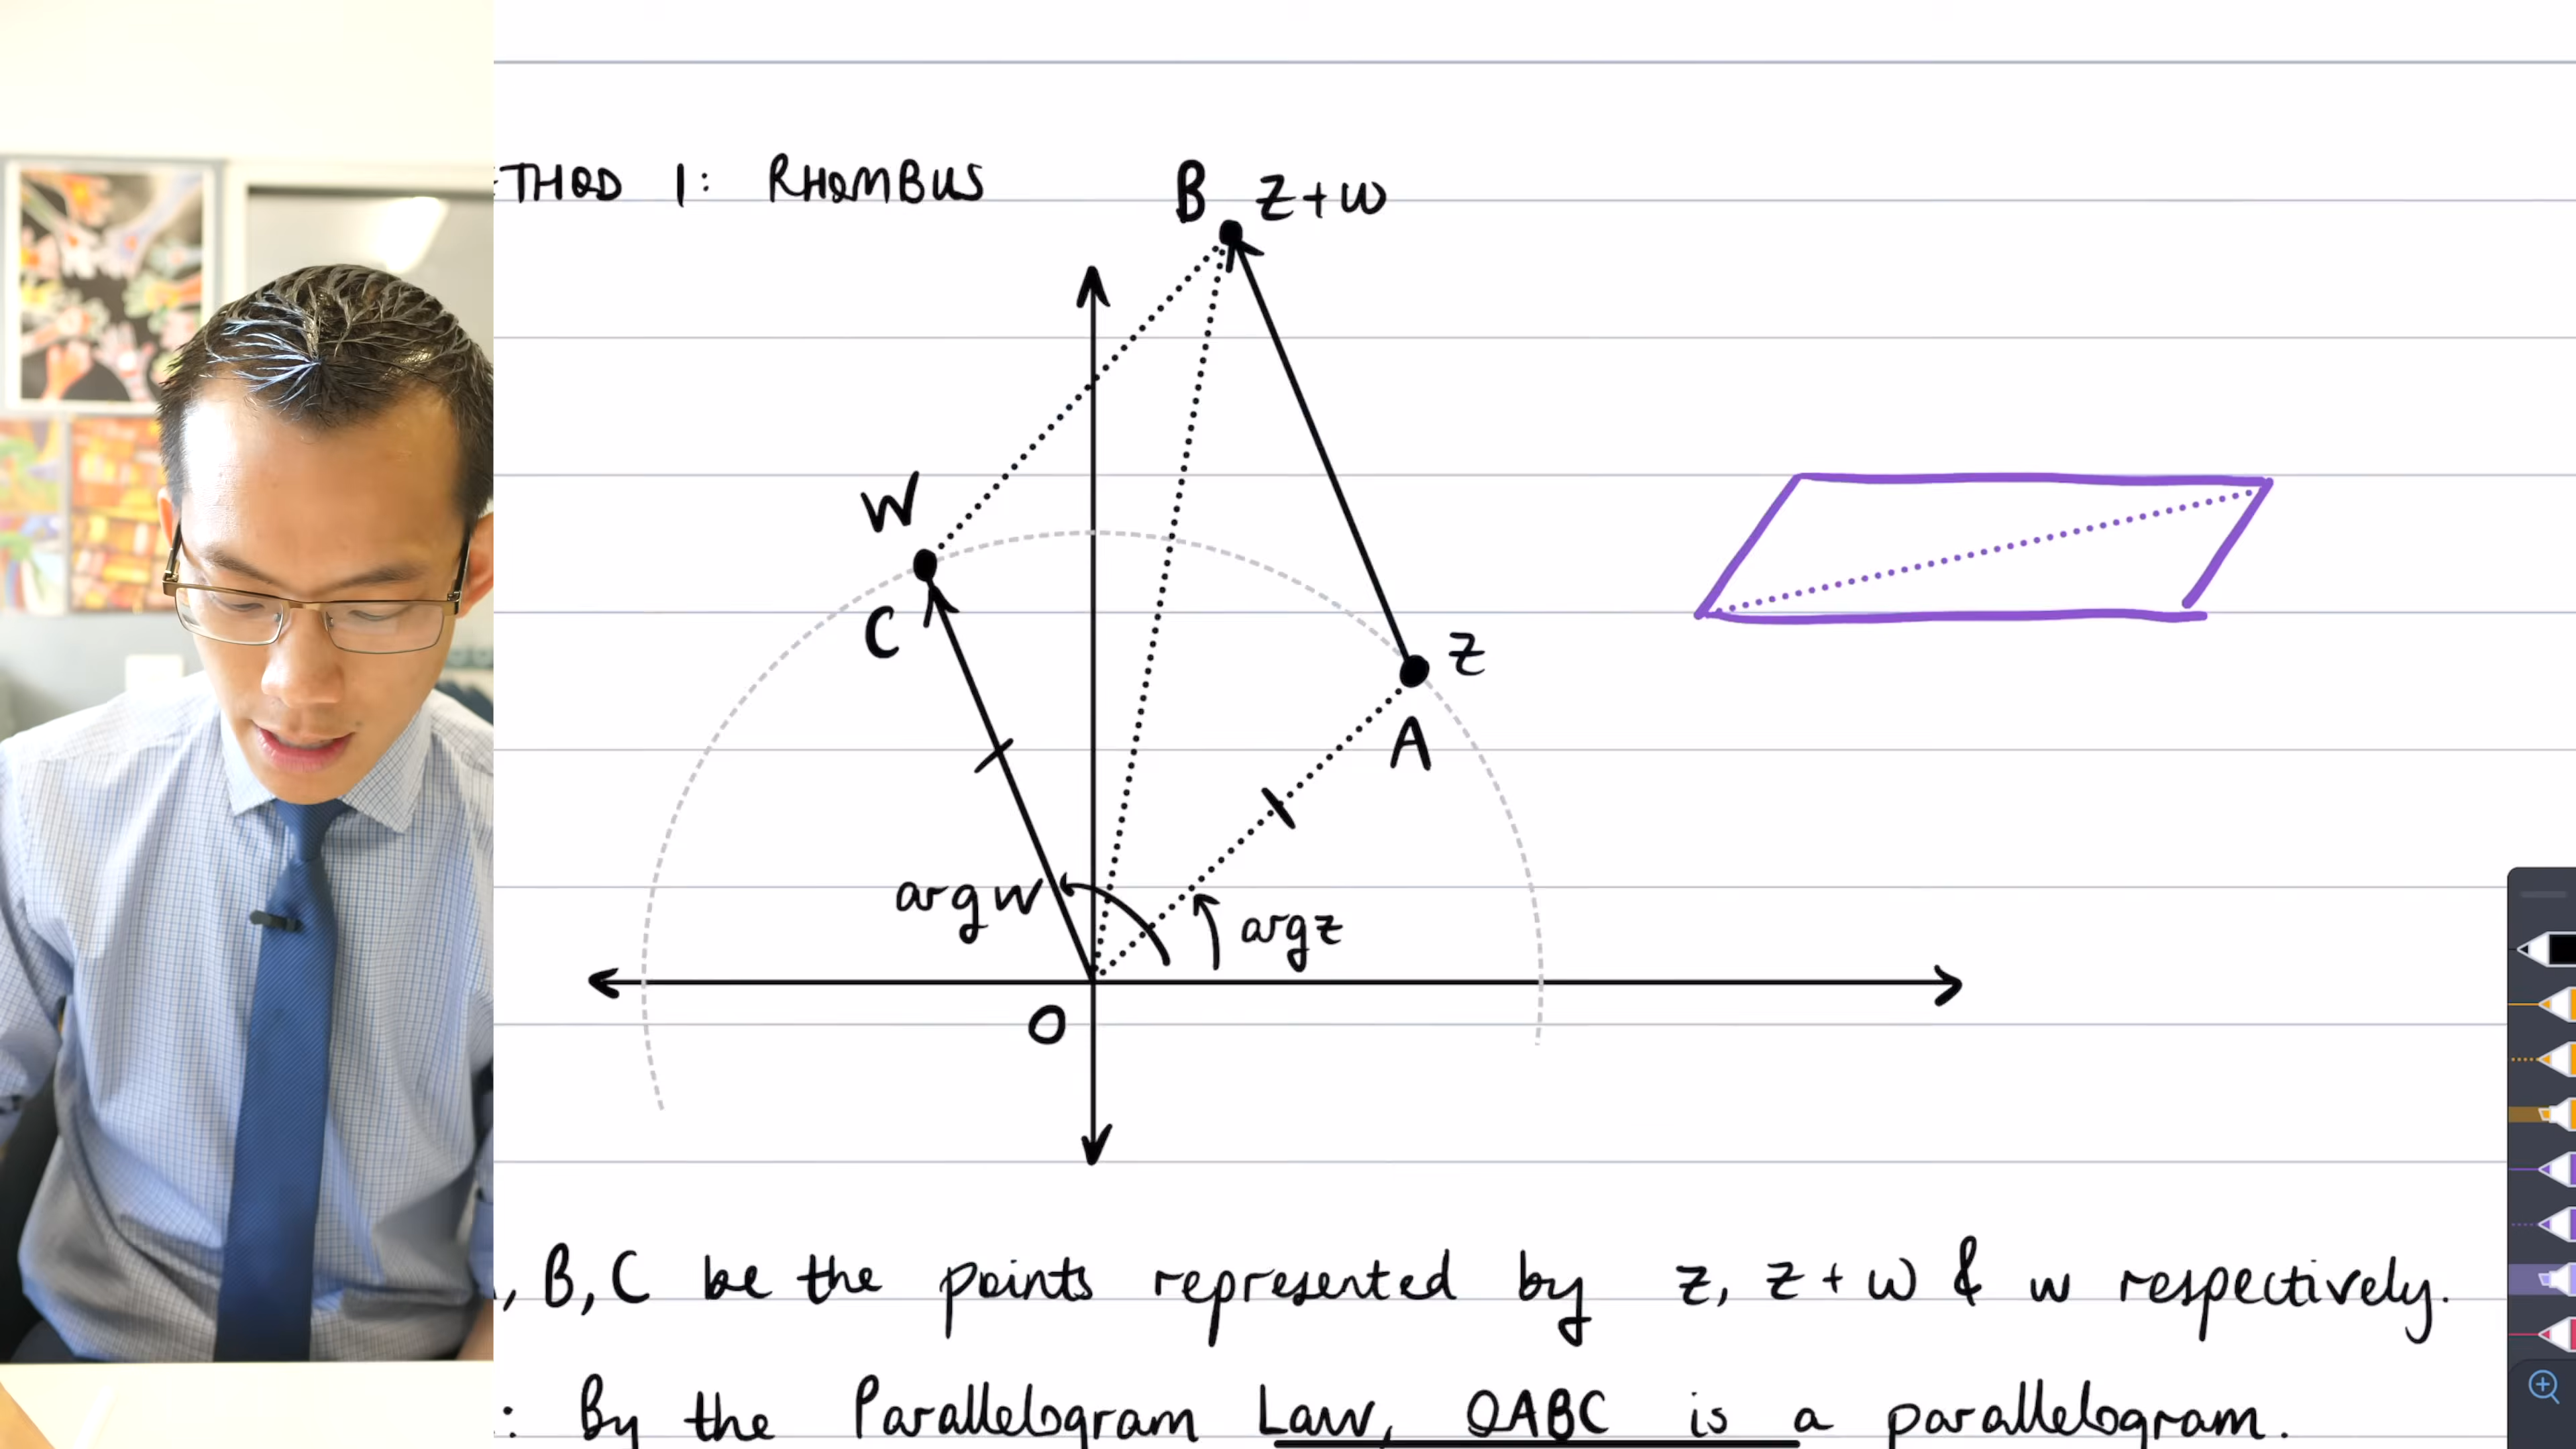 THOD 1: RHOMBUS
B z+w
w
C
z
A
arg w
arg z
O
, B, C be the points represented by z, z + w & w respectively.
: By the Parallelogram Law, OABC is a parallelogram.